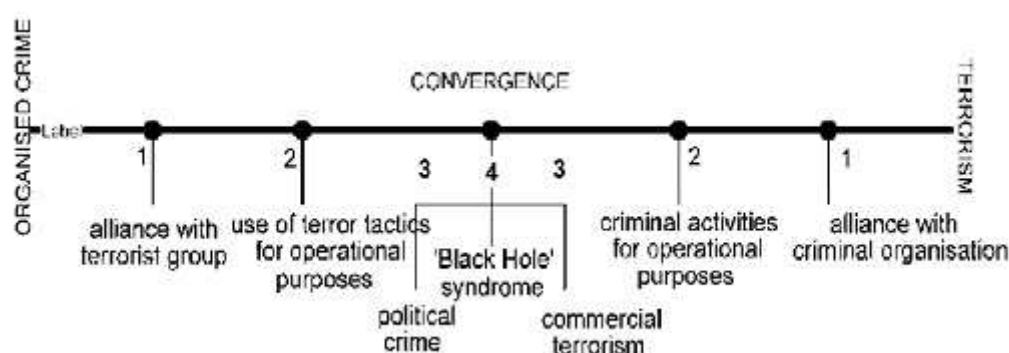 ORGANISED CRIME
Label
CONVERGENCE
TERRORISM
1
2
3
4
3
2
1
alliance with
terrorist group
use of terror tactics
for operational
purposes
'Black Hole'
syndrome
political
crime
commercial
terrorism
criminal activities
for operational
purposes
alliance with
criminal organisation